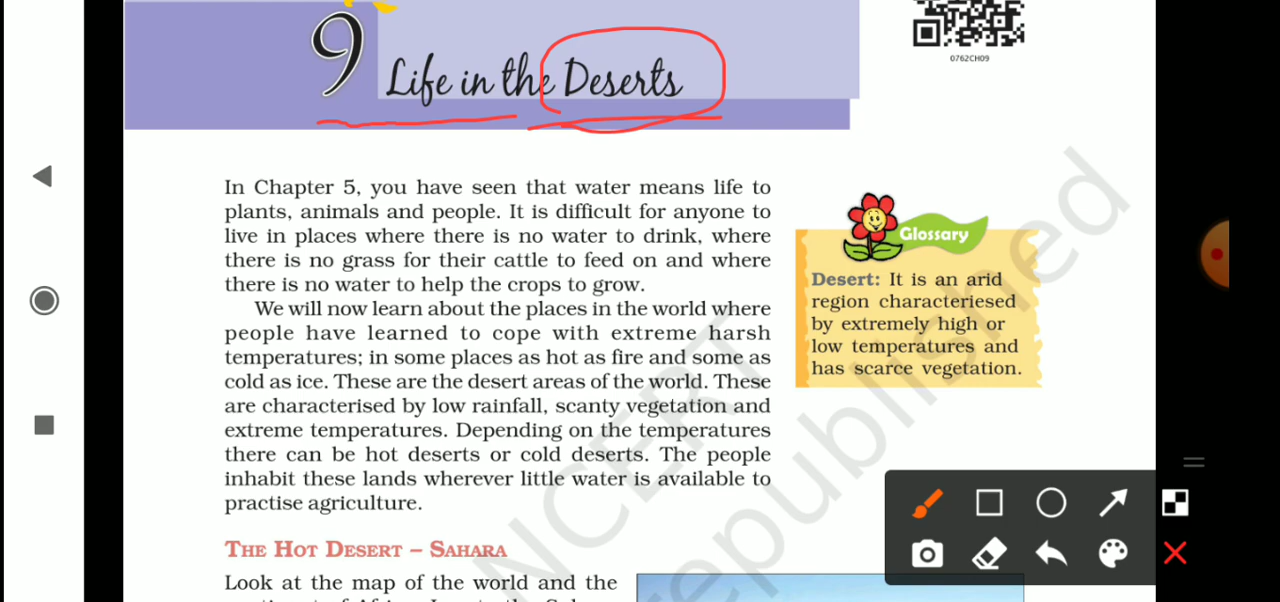 9 Life in the Deserts
0762CH09
In Chapter 5, you have seen that water means life to
plants, animals and people. It is difficult for anyone to
live in places where there is no water to drink, where
there is no grass for their cattle to feed on and where
there is no water to help the crops to grow.
We will now learn about the places in the world where
people have learned to cope with extreme harsh
temperatures; in some places as hot as fire and some as
cold as ice. These are the desert areas of the world. These
are characterised by low rainfall, scanty vegetation and
extreme temperatures. Depending on the temperatures
there can be hot deserts or cold deserts. The people
inhabit these lands wherever little water is available to
practise agriculture.
Glossary
Desert: It is an arid
region characteriesed
by extremely high or
low temperatures and
has scarce vegetation.
THE HOT DESERT – SAHARA
Look at the map of the world and the
NCERT
republished